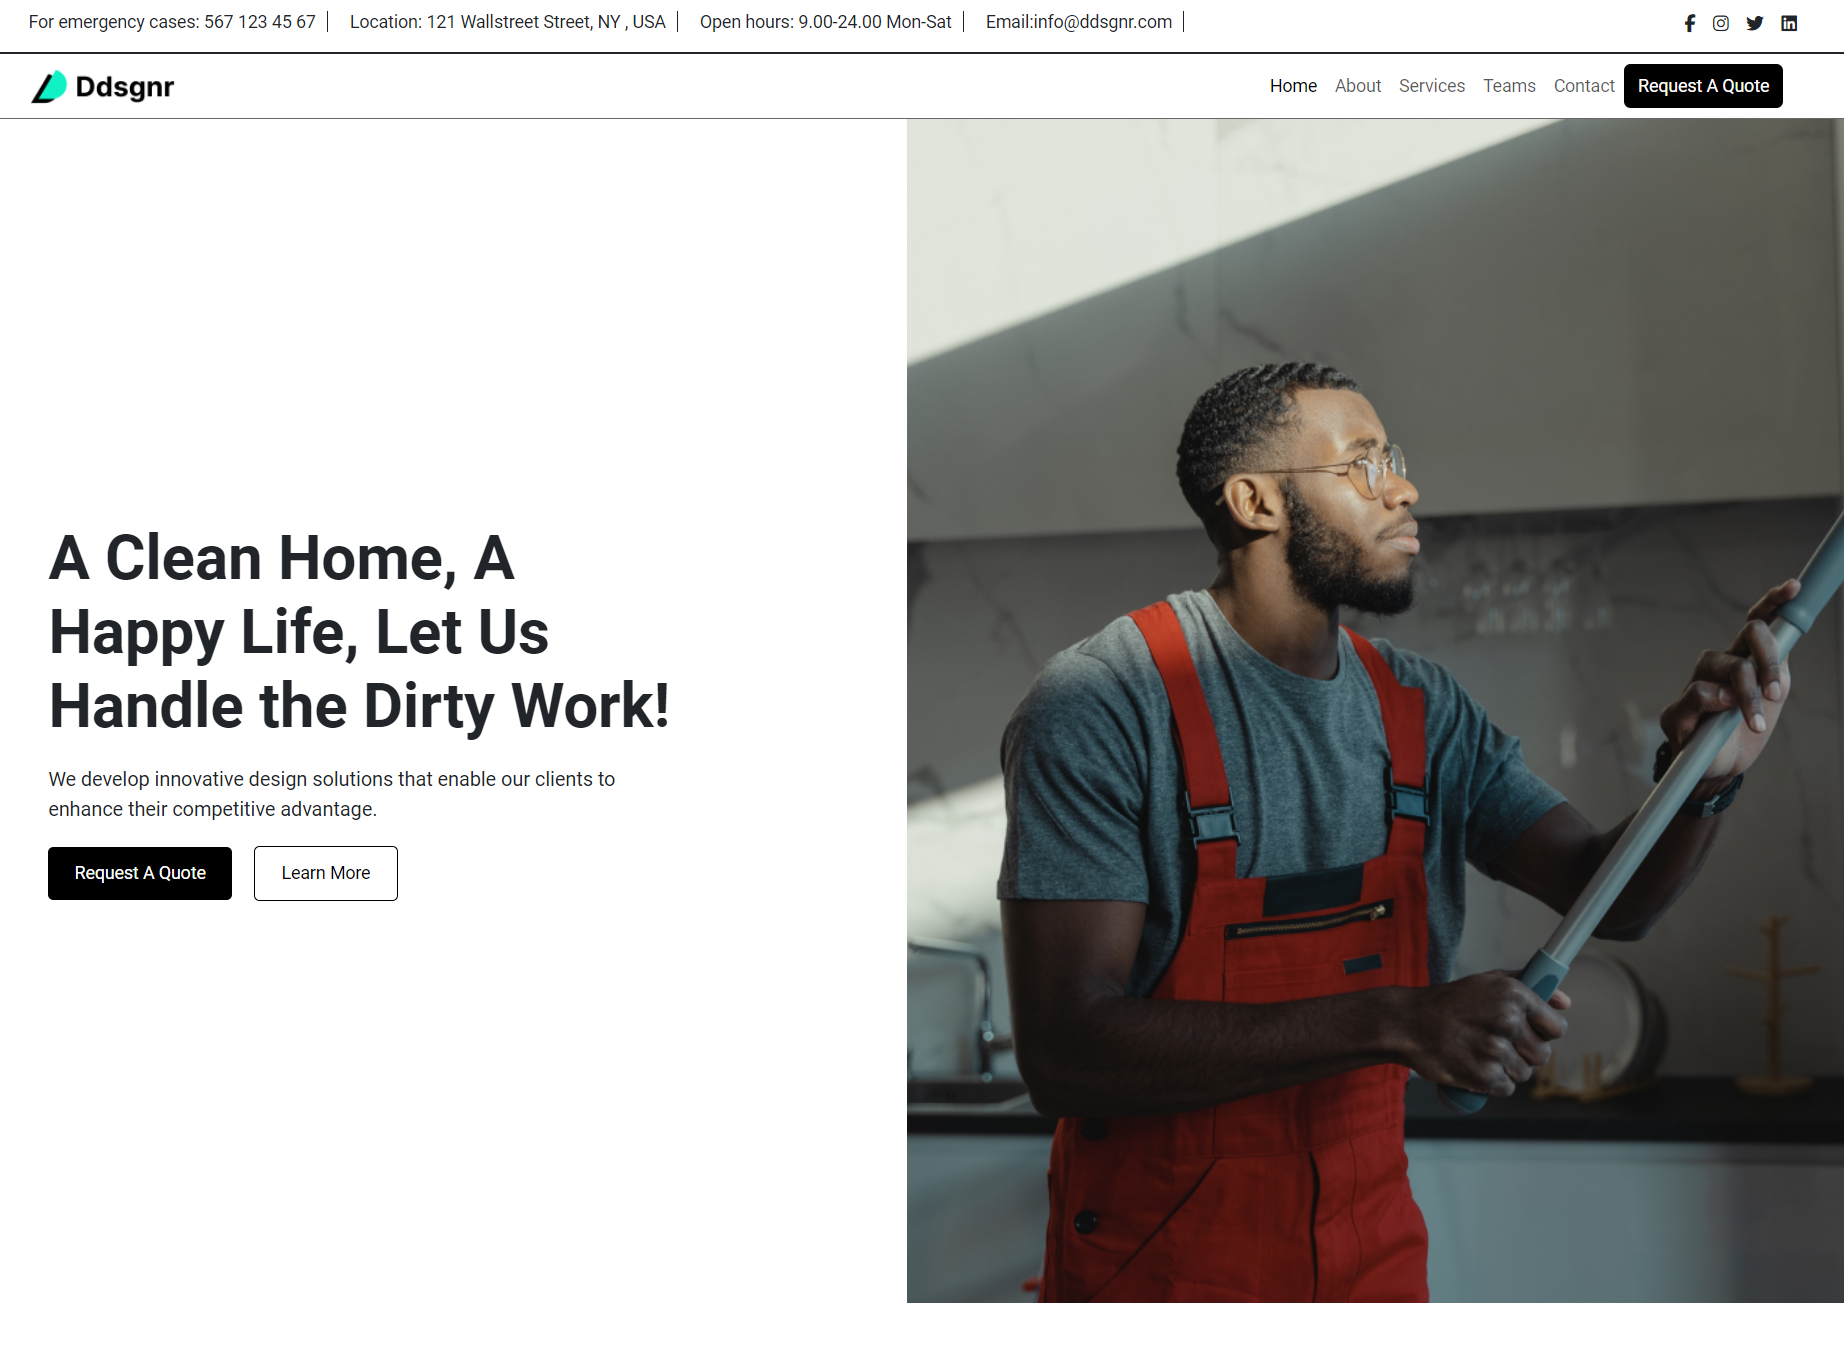 For emergency cases: 567 123 45 67
Location: 121 Wallstreet Street, NY , USA
Open hours: 9.00-24.00 Mon-Sat
Email:info@ddsgnr.com
Ddsgnr
Home
About
Services
Teams
Contact
Request A Quote
A Clean Home, A
Happy Life, Let Us
Handle the Dirty Work!
We develop innovative design solutions that enable our clients to
enhance their competitive advantage.
Request A Quote
Learn More